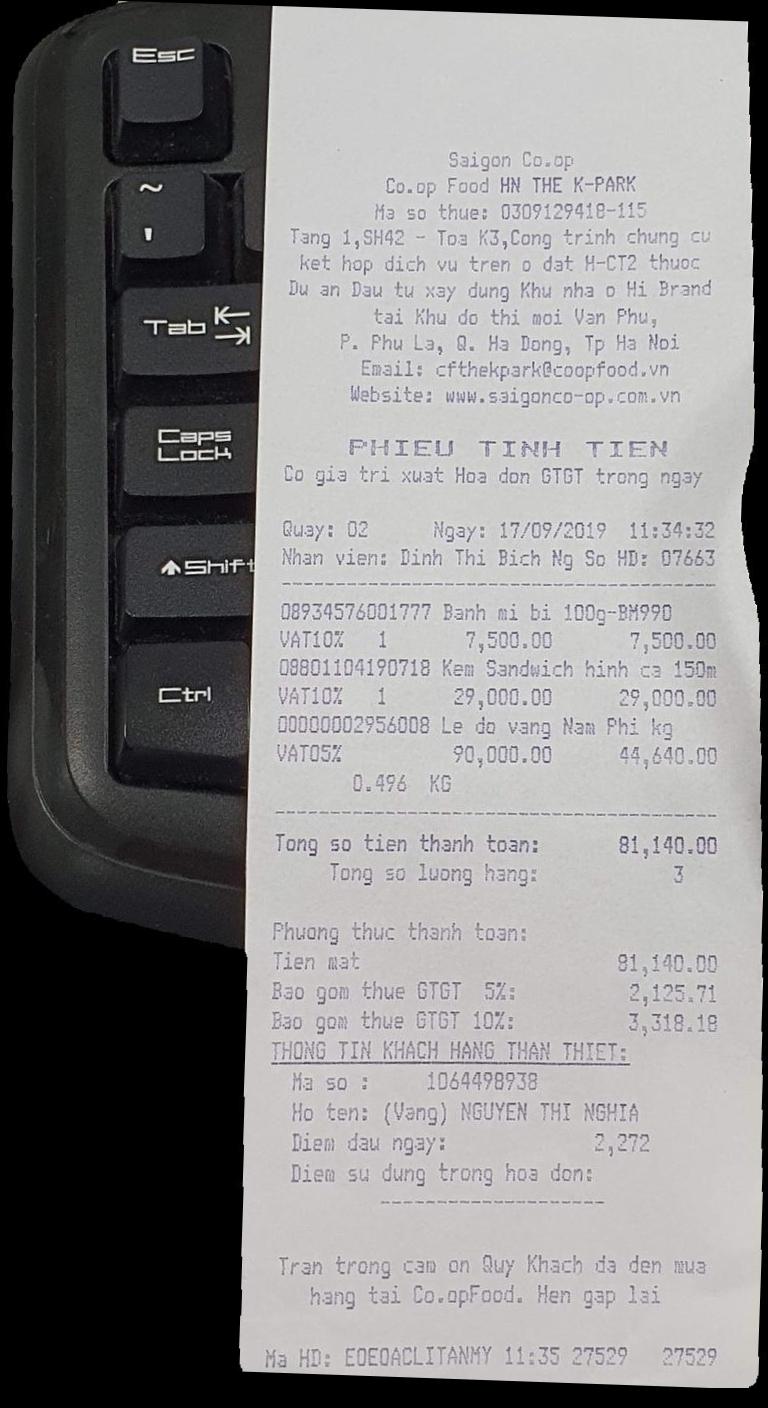 Esc
~
'
Tab
Caps Lock
Shift
Ctrl
Saigon Co.op
Co.op Food HN THE K-PARK
Ma so thue: 0309129418-115
Tang 1,SH42 - Toa K3,Cong trinh chung cu
ket hop dich vu tren o dat H-CT2 thuoc
Du an Dau tu xay dung Khu nha o Hi Brand
tai Khu do thi moi Van Phu,
P. Phu La, Q. Ha Dong, Tp Ha Noi
Email: cfthekpark@coopfood.vn
Website: www.saigonco-op.com.vn
PHIEU TINH TIEN
Co gia tri xuat Hoa don GTGT trong ngay
Quay: 02 Ngay: 17/09/2019 11:34:32
Nhan vien: Dinh Thi Bich Ng So HD: 07663
08934576001777 Banh mi bi 100g-BM990
VAT10% 1 7,500.00 7,500.00
08801104190718 Kem Sandwich hinh ca 150m
VAT10% 1 29,000.00 29,000.00
00000002956008 Le do vang Nam Phi kg
VAT05% 90,000.00 44,640.00
0.496 KG
Tong so tien thanh toan: 81,140.00
Tong so luong hang: 3
Phuong thuc thanh toan:
Tien mat 81,140.00
Bao gom thue GTGT 5%: 2,125.71
Bao gom thue GTGT 10%: 3,318.18
THONG TIN KHACH HANG THAN THIET:
Ma so : 1064498938
Ho ten: (Vang) NGUYEN THI NGHIA
Diem dau ngay: 2,272
Diem su dung trong hoa don:
Tran trong cam on Quy Khach da den mua
hang tai Co.opFood. Hen gap lai
Ma HD: EOEOACLITANMY 11:35 27529 27529